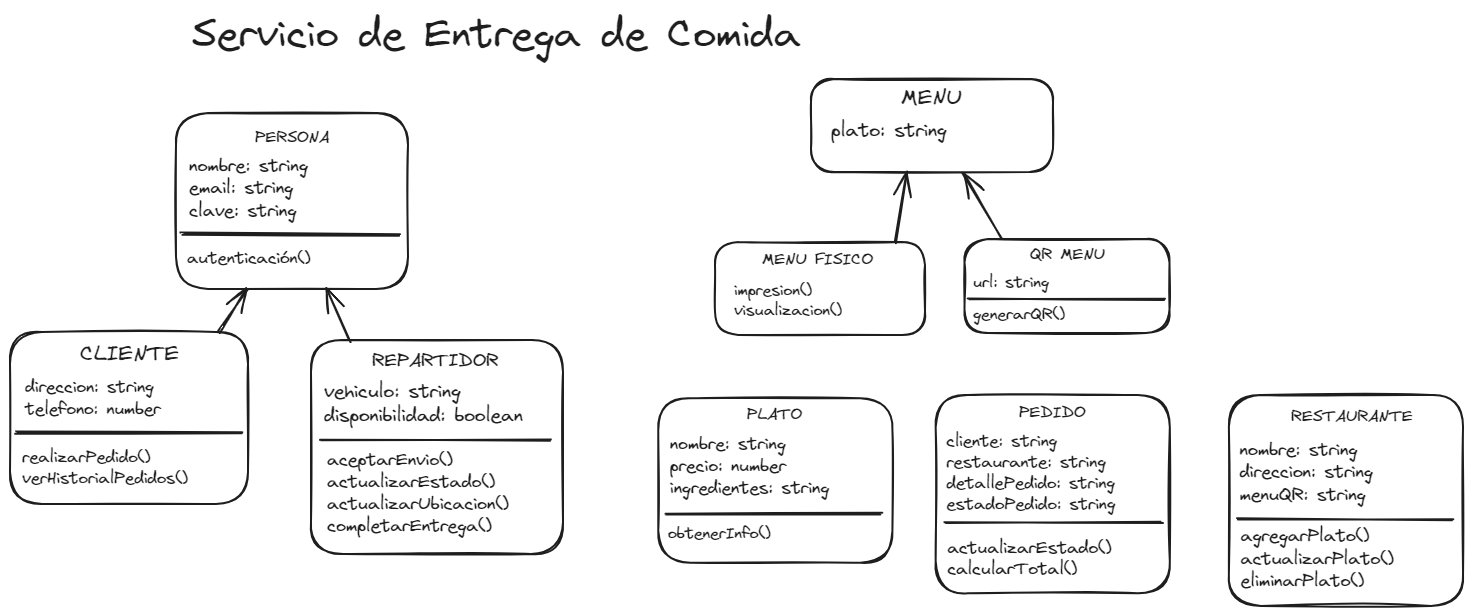 Servicio de Entrega de Comida
PERSONA
nombre: string
email: string
clave: string
autenticación()
CLIENTE
direccion: string
telefono: number
realizarPedido()
verHistorialPedidos()
REPARTIDOR
vehiculo: string
disponibilidad: boolean
aceptarEnvio()
actualizarEstado()
actualizarUbicacion()
completarEntrega()
MENU
plato: string
MENU FISICO
impresion()
visualizacion()
QR MENU
url: string
generarQR()
PLATO
nombre: string
precio: number
ingredientes: string
obtenerInfo()
PEDIDO
cliente: string
restaurante: string
detallePedido: string
estadoPedido: string
actualizarEstado()
calcularTotal()
RESTAURANTE
nombre: string
direccion: string
menuQR: string
agregarPlato()
actualizarPlato()
eliminarPlato()